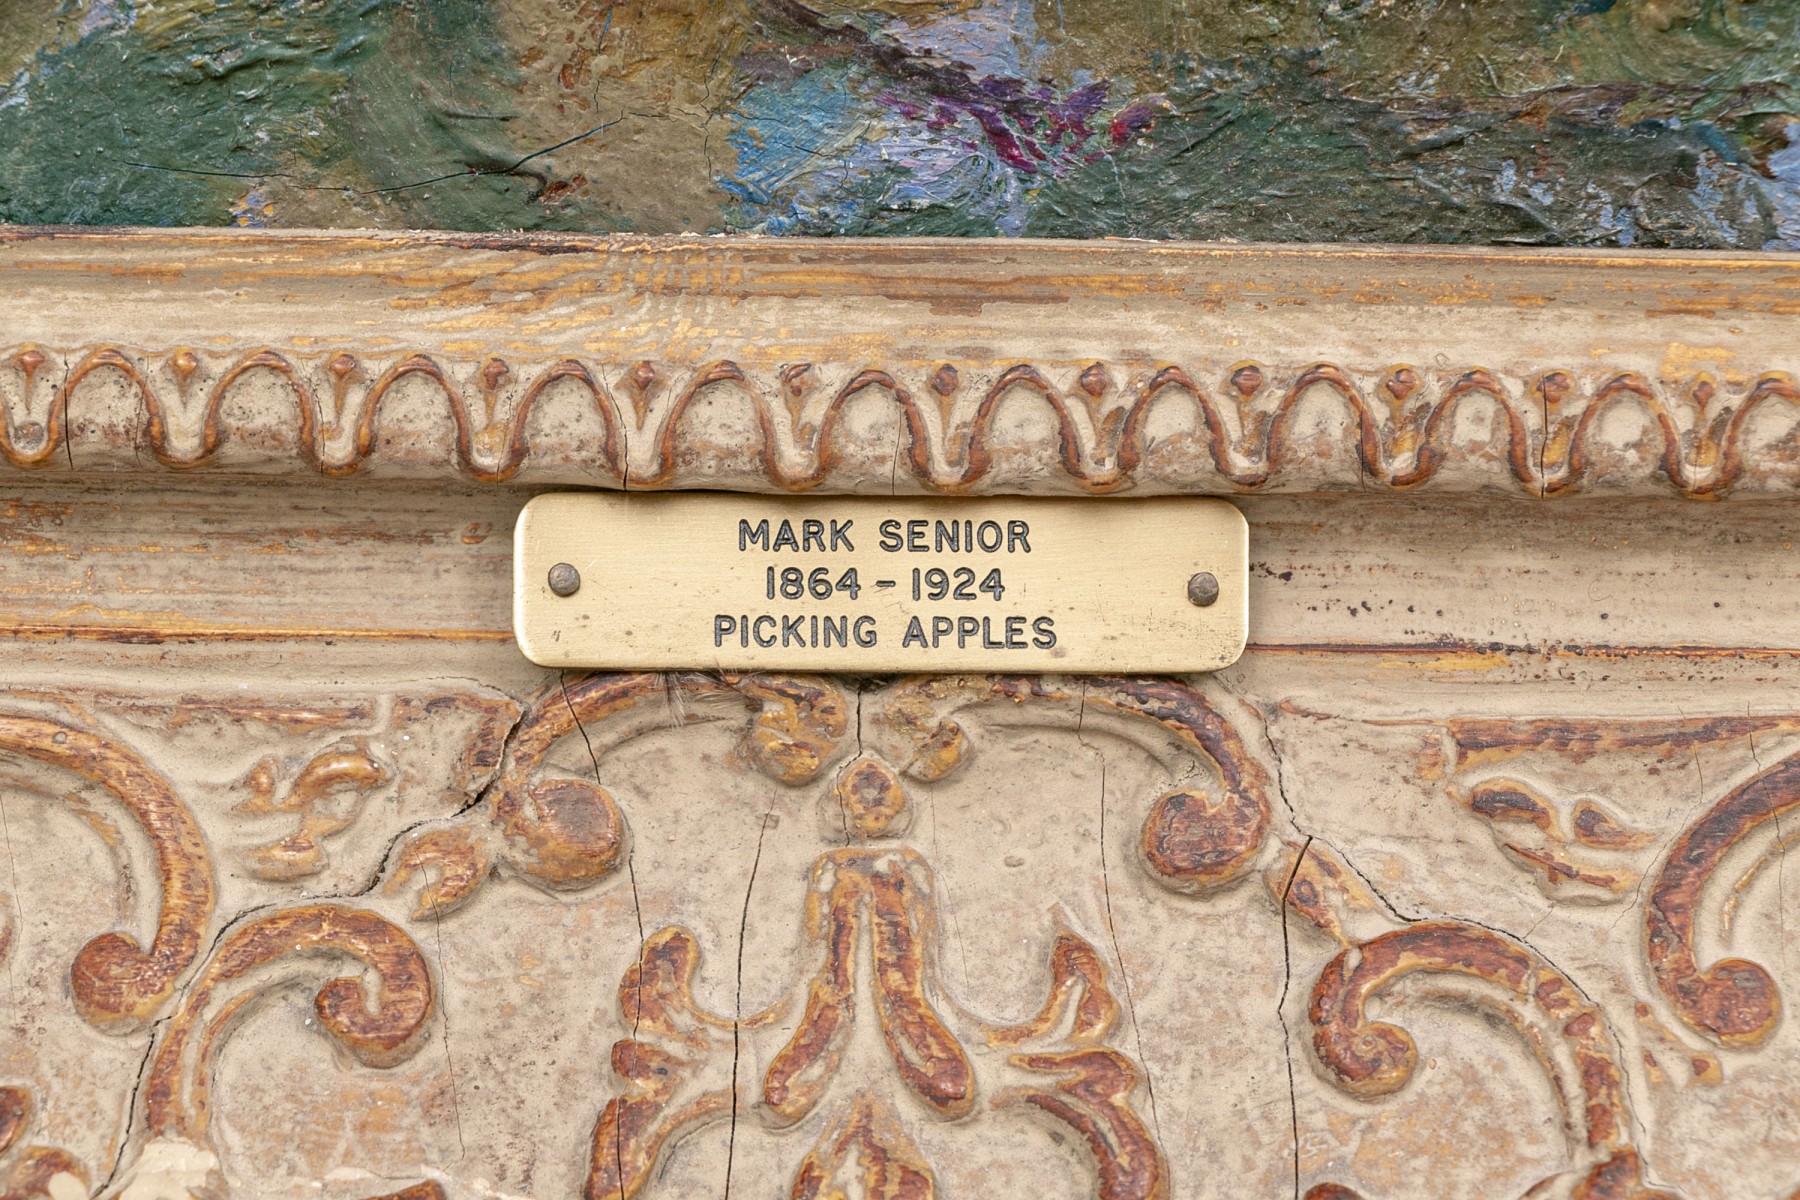 MARK SENIOR
1864 - 1924
PICKING APPLES